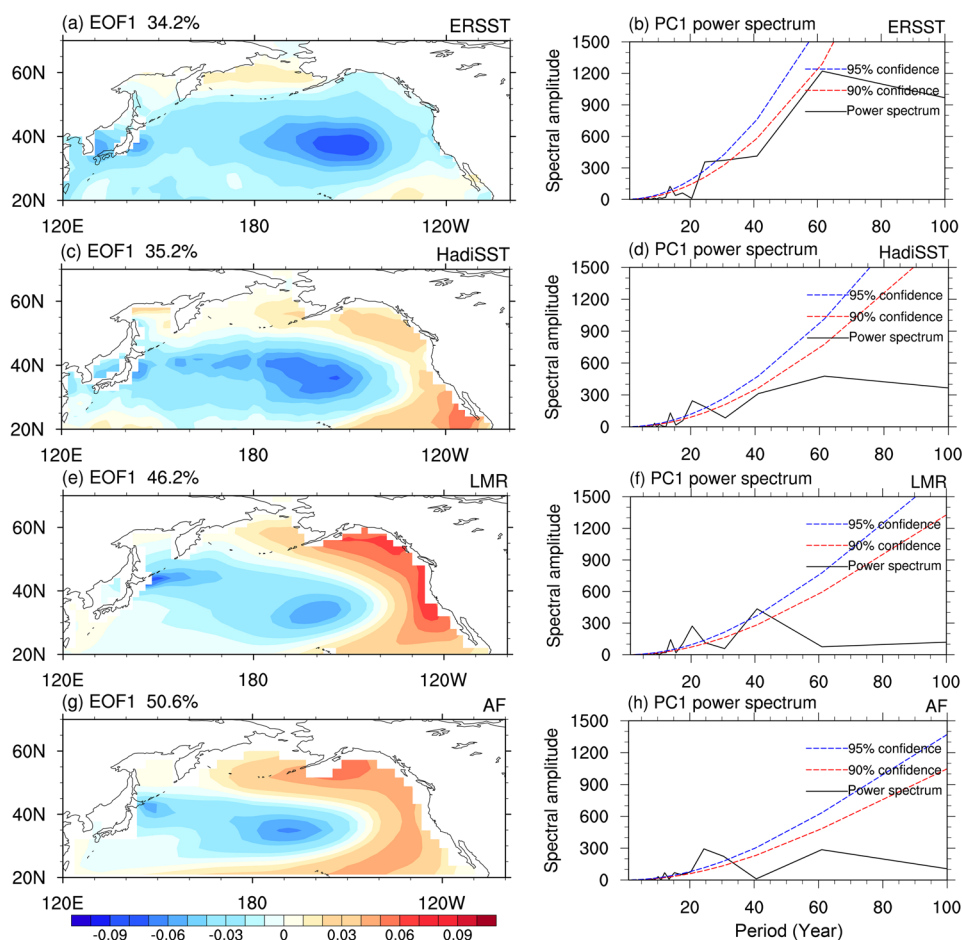 (a) EOF1 34.2% ERSST
60N
40N
20N
120E 180 120W
(b) PC1 power spectrum ERSST
Spectral amplitude
1500
1200
900
600
300
0
95% confidence
90% confidence
Power spectrum
20 40 60 80 100
(c) EOF1 35.2% HadiSST
60N
40N
20N
120E 180 120W
(d) PC1 power spectrum HadiSST
Spectral amplitude
1500
1200
900
600
300
0
95% confidence
90% confidence
Power spectrum
20 40 60 80 100
(e) EOF1 46.2% LMR
60N
40N
20N
120E 180 120W
(f) PC1 power spectrum LMR
Spectral amplitude
1500
1200
900
600
300
0
95% confidence
90% confidence
Power spectrum
20 40 60 80 100
(g) EOF1 50.6% AF
60N
40N
20N
120E 180 120W
-0.09 -0.06 -0.03 0 0.03 0.06 0.09
(h) PC1 power spectrum AF
Spectral amplitude
1500
1200
900
600
300
0
95% confidence
90% confidence
Power spectrum
20 40 60 80 100
Period (Year)